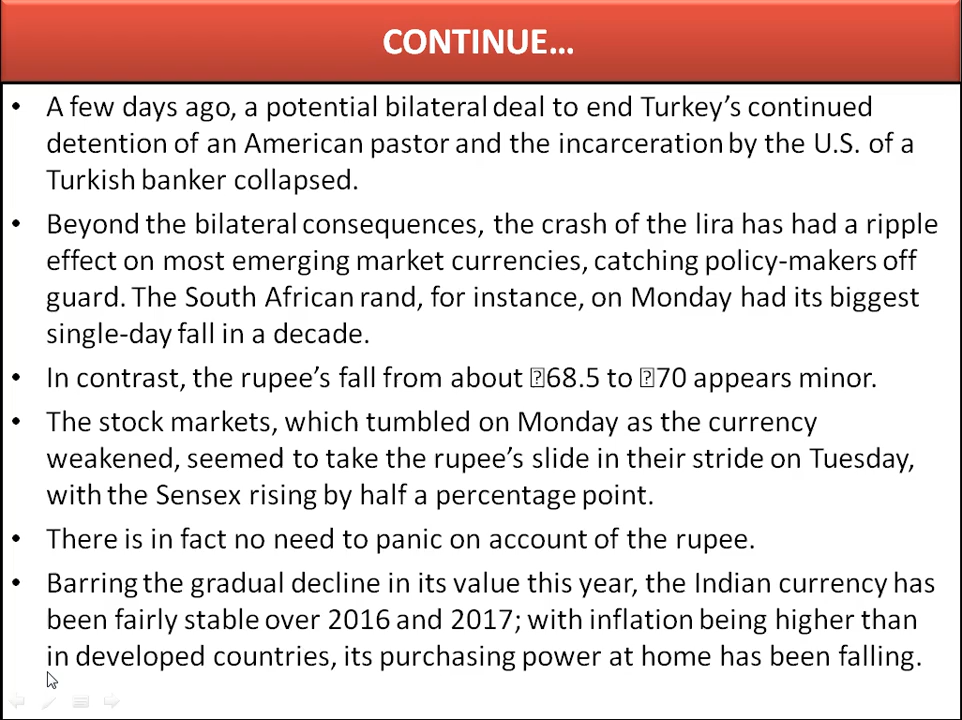 CONTINUE…
• A few days ago, a potential bilateral deal to end Turkey’s continued
detention of an American pastor and the incarceration by the U.S. of a
Turkish banker collapsed.
• Beyond the bilateral consequences, the crash of the lira has had a ripple
effect on most emerging market currencies, catching policy-makers off
guard. The South African rand, for instance, on Monday had its biggest
single-day fall in a decade.
• In contrast, the rupee’s fall from about 68.5 to 70 appears minor.
• The stock markets, which tumbled on Monday as the currency
weakened, seemed to take the rupee’s slide in their stride on Tuesday,
with the Sensex rising by half a percentage point.
• There is in fact no need to panic on account of the rupee.
• Barring the gradual decline in its value this year, the Indian currency has
been fairly stable over 2016 and 2017; with inflation being higher than
in developed countries, its purchasing power at home has been falling.